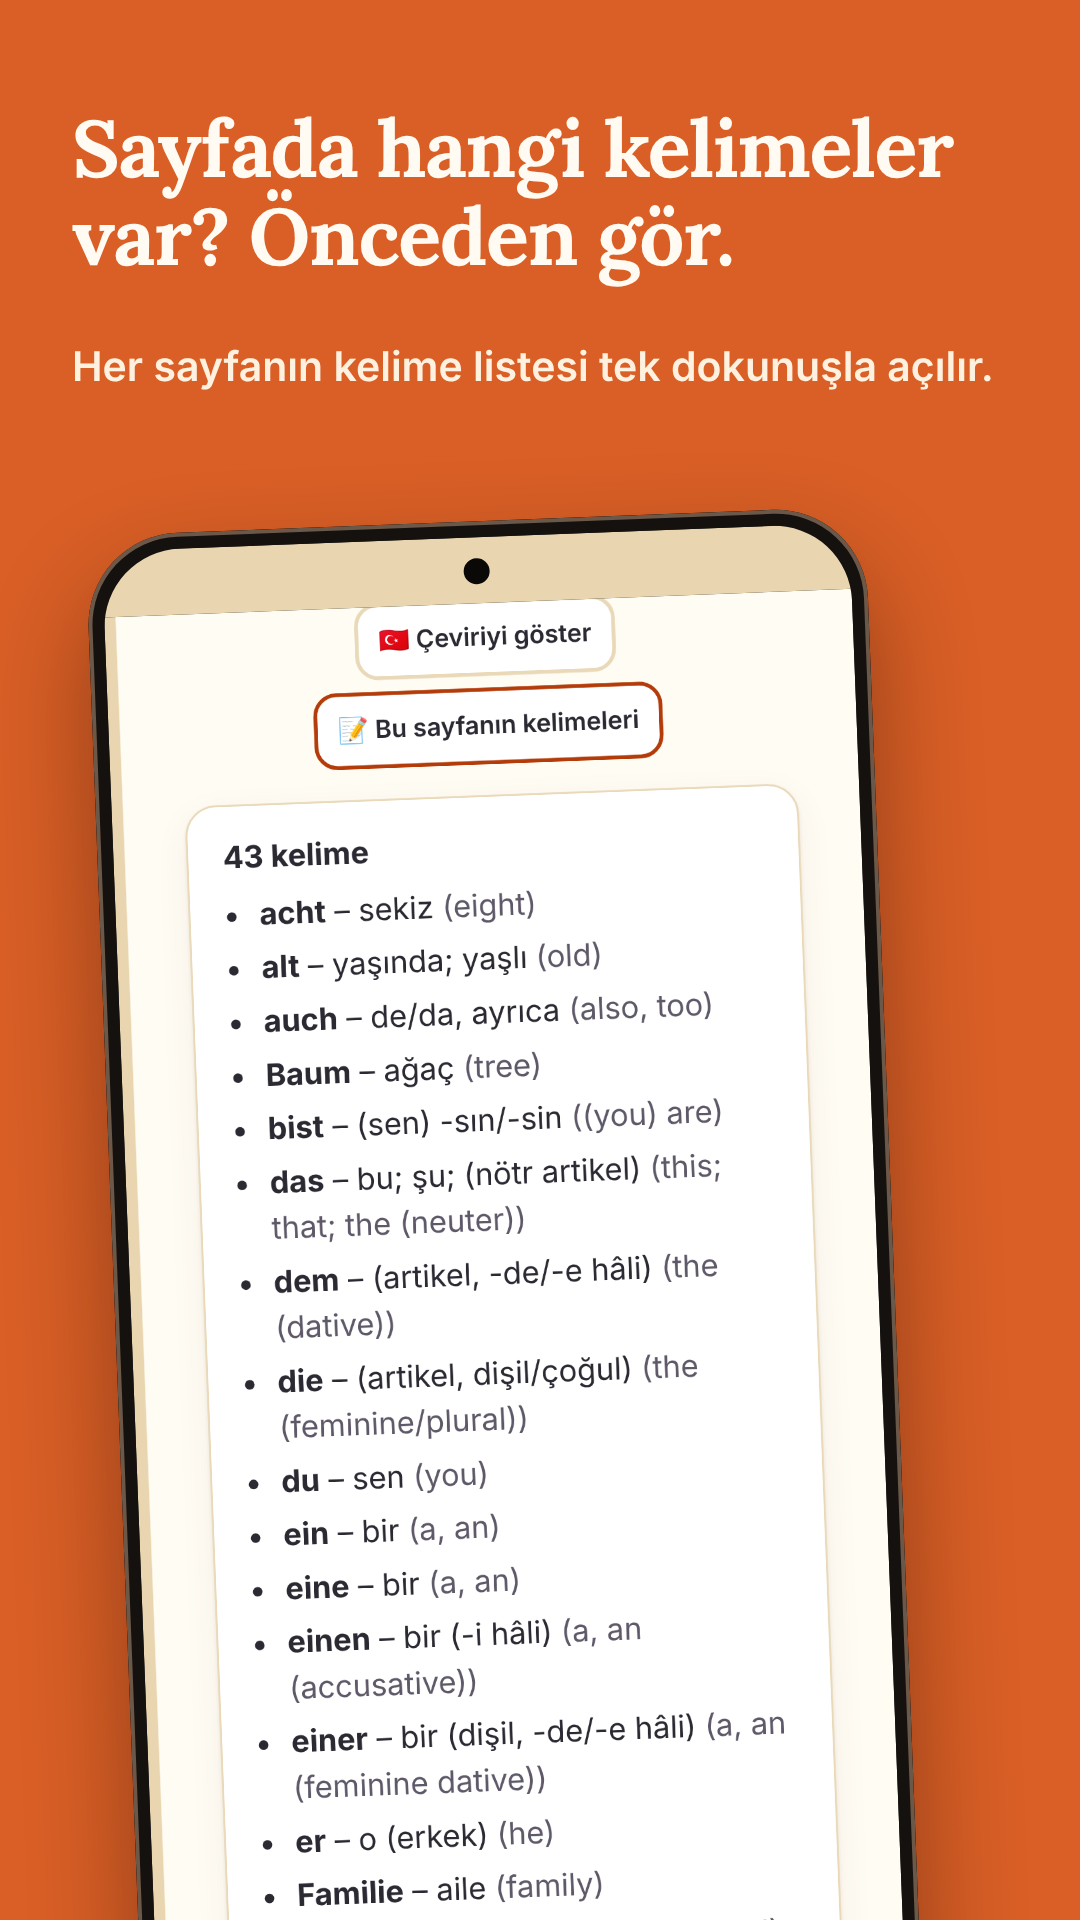 Sayfada hangi kelimeler
var? Önceden gör.
Her sayfanın kelime listesi tek dokunuşla açılır.
Çeviriyi göster
Bu sayfanın kelimeleri
43 kelime
• acht – sekiz (eight)
• alt – yaşında; yaşlı (old)
• auch – de/da, ayrıca (also, too)
• Baum – ağaç (tree)
• bist – (sen) -sın/-sin ((you) are)
• das – bu; şu; (nötr artikel) (this;
that; the (neuter))
• dem – (artikel, -de/-e hâli) (the
(dative))
• die – (artikel, dişil/çoğul) (the
(feminine/plural))
• du – sen (you)
• ein – bir (a, an)
• eine – bir (a, an)
• einen – bir (-i hâli) (a, an
(accusative))
• einer – bir (dişil, -de/-e hâli) (a, an
(feminine dative))
• er – o (erkek) (he)
• Familie – aile (family)